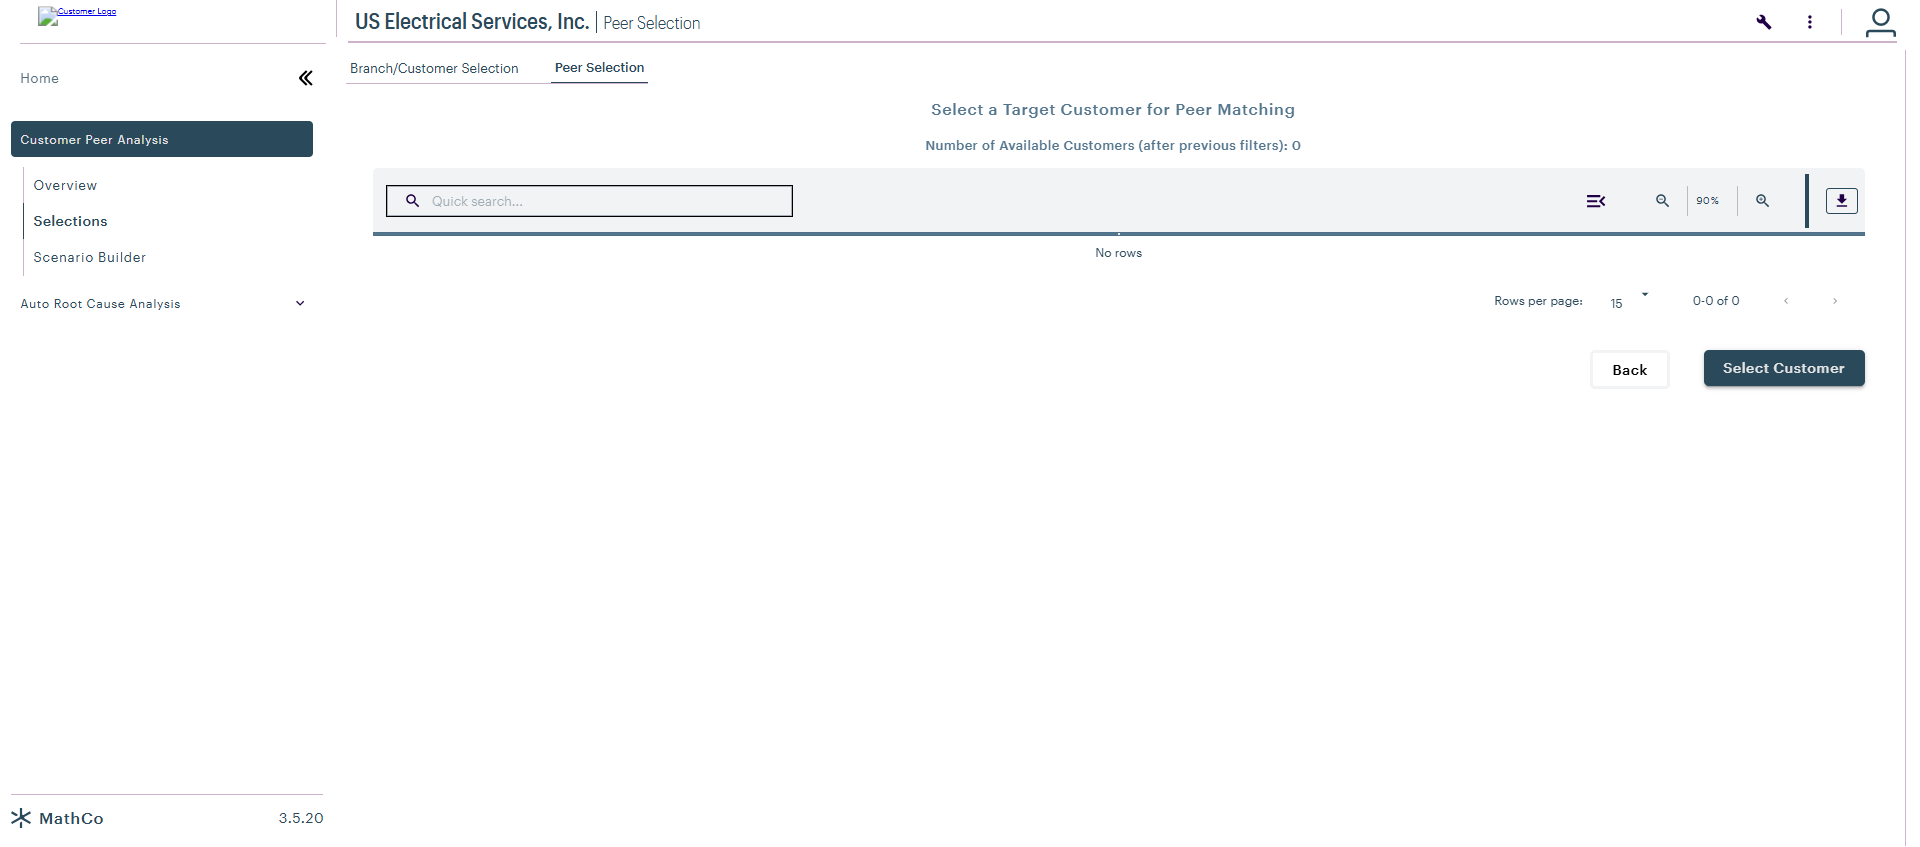 Customer Logo
US Electrical Services, Inc. Peer Selection
Home
Branch/Customer Selection
Peer Selection
Customer Peer Analysis
Overview
Selections
Scenario Builder
Auto Root Cause Analysis
Select a Target Customer for Peer Matching
Number of Available Customers (after previous filters): 0
Quick search...
90%
No rows
Rows per page: 15 0-0 of 0
Back
Select Customer
MathCo
3.5.20